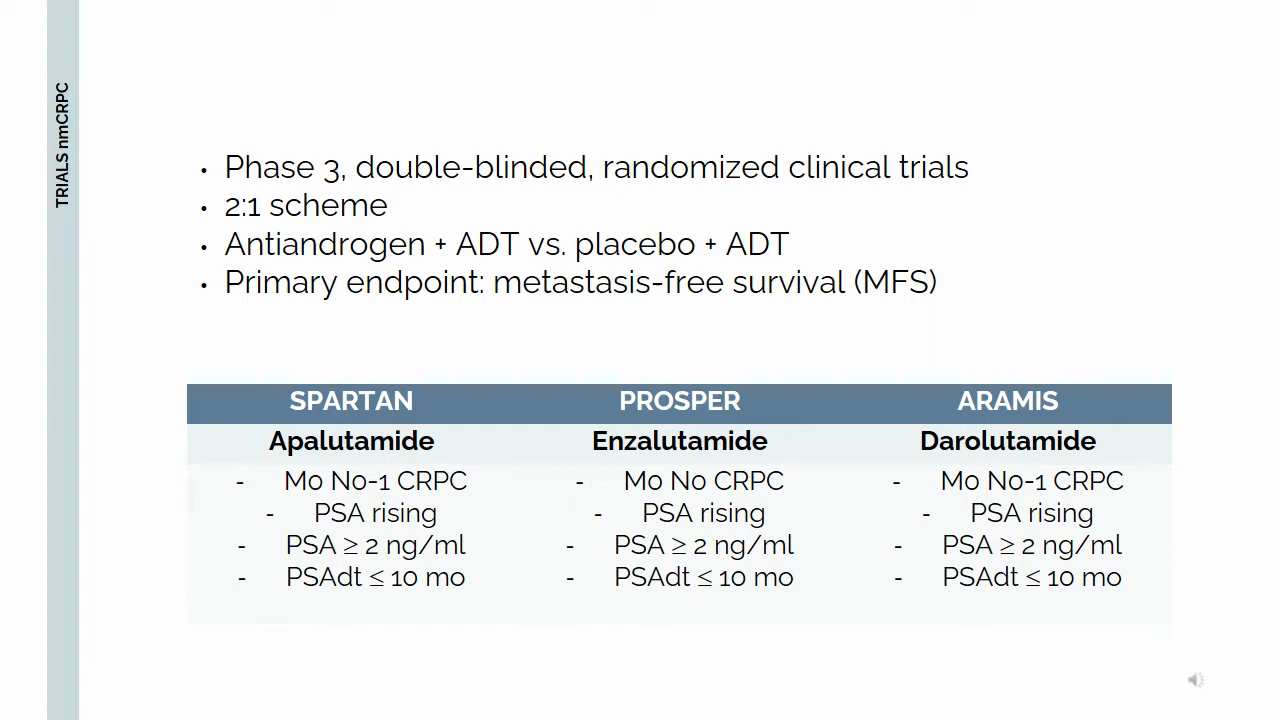 TRIALS nmCRPC
• Phase 3, double-blinded, randomized clinical trials
• 2:1 scheme
• Antiandrogen + ADT vs. placebo + ADT
• Primary endpoint: metastasis-free survival (MFS)
SPARTAN PROSPER ARAMIS
Apalutamide Enzalutamide Darolutamide
- M0 N0-1 CRPC - M0 N0 CRPC - M0 N0-1 CRPC
- PSA rising - PSA rising - PSA rising
- PSA ≥ 2 ng/ml - PSA ≥ 2 ng/ml - PSA ≥ 2 ng/ml
- PSAdt ≤ 10 mo - PSAdt ≤ 10 mo - PSAdt ≤ 10 mo